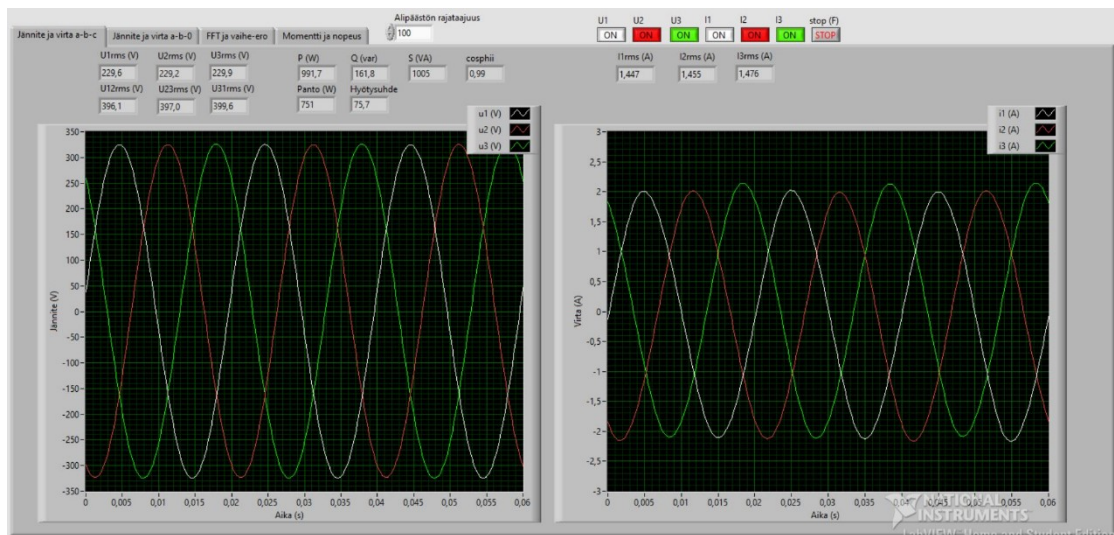 Alipäästön rajataajuus
100
U1 U2 U3 I1 I2 I3 stop (F)
ON ON ON ON ON ON STOP
Jännite ja virta a-b-c Jännite ja virta a-b-0 FFT ja vaihe-ero Momentti ja nopeus
U1rms (V) U2rms (V) U3rms (V) P (W) Q (var) S (VA) cosphii I1rms (A) I2rms (A) I3rms (A)
229,6 229,2 229,9 991,7 161,8 1005 0,99 1,447 1,455 1,476
U12rms (V) U23rms (V) U31rms (V) Panto (W) Hyötysuhde
396,1 397,0 399,6 751 75,7
u1 (V)
u2 (V)
u3 (V)
350
300
250
200
150
100
50
0
-50
-100
-150
-200
-250
-300
-350
Jännite (V)
0 0,005 0,01 0,015 0,02 0,025 0,03 0,035 0,04 0,045 0,05 0,055 0,06
Aika (s)
i1 (A)
i2 (A)
i3 (A)
3
2,5
2
1,5
1
0,5
0
-0,5
-1
-1,5
-2
-2,5
-3
Virta (A)
0 0,005 0,01 0,015 0,02 0,025 0,03 0,035 0,04 0,045 0,05 0,055 0,06
Aika (s)
NATIONAL
INSTRUMENTS
LabVIEW Home and Student Edition